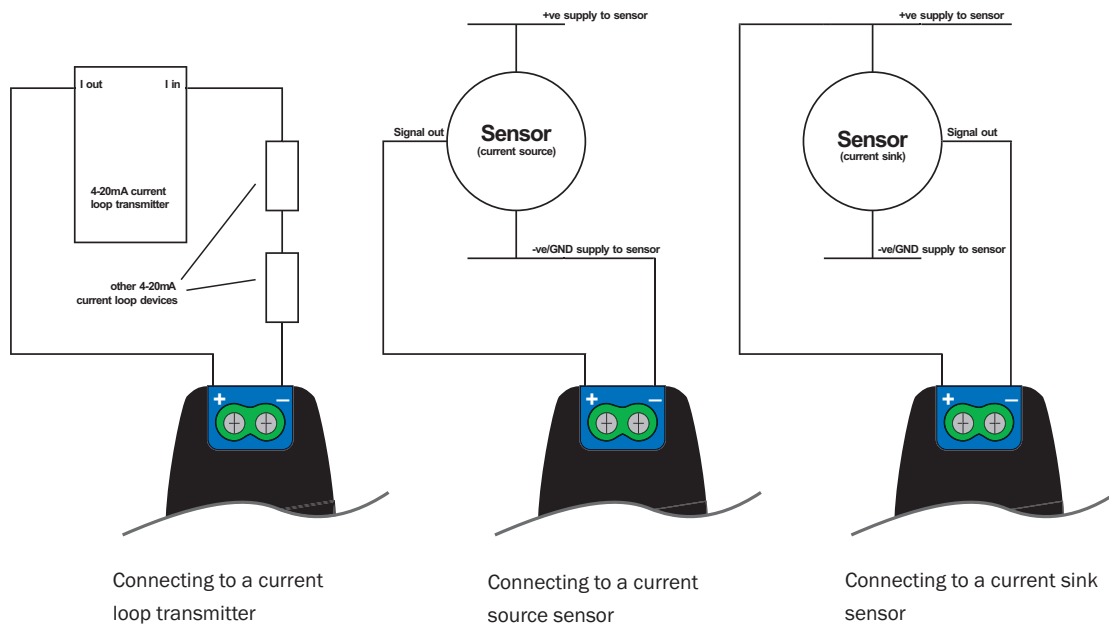 I out
I in
4-20mA current
loop transmitter
other 4-20mA
current loop devices
+
−
Connecting to a current
loop transmitter
+ve supply to sensor
Signal out
Sensor
(current source)
-ve/GND supply to sensor
+
−
Connecting to a current
source sensor
+ve supply to sensor
Sensor
(current sink)
Signal out
-ve/GND supply to sensor
+
−
Connecting to a current sink
sensor